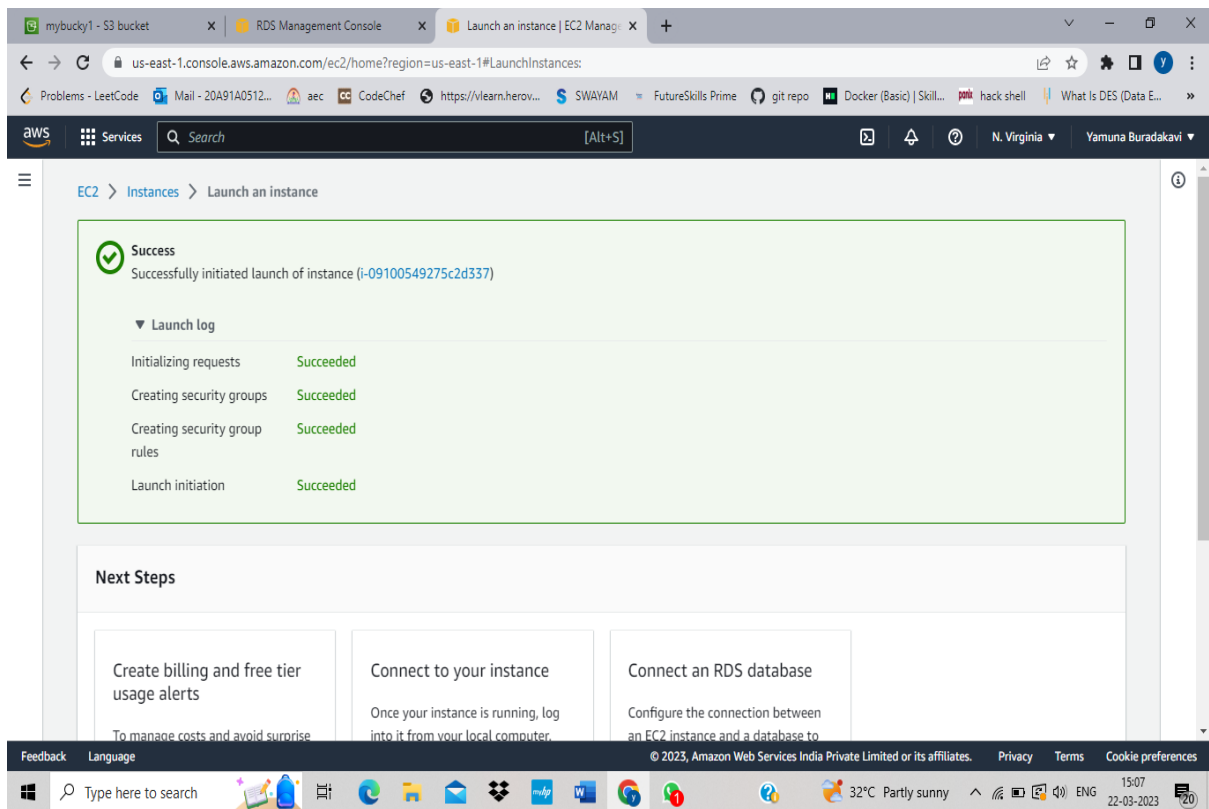 mybucky1 - S3 bucket
RDS Management Console
Launch an instance | EC2 Manage
us-east-1.console.aws.amazon.com/ec2/home?region=us-east-1#LaunchInstances:
y
Problems - LeetCode
Mail - 20A91A0512...
aec
CC CodeChef
https://vlearn.herov...
S SWAYAM
FutureSkills Prime
git repo
Docker (Basic) | Skill...
hack shell
What Is DES (Data E...
»
aws
Services
Search
[Alt+S]
N. Virginia
Yamuna Buradakavi
EC2 > Instances > Launch an instance
Success
Successfully initiated launch of instance (i-09100549275c2d337)
Launch log
Initializing requests Succeeded
Creating security groups Succeeded
Creating security group Succeeded
rules
Launch initiation Succeeded
Next Steps
Create billing and free tier
usage alerts
To manage costs and avoid surprise
Connect to your instance
Once your instance is running, log
into it from your local computer.
Connect an RDS database
Configure the connection between
an EC2 instance and a database to
Feedback
Language
© 2023, Amazon Web Services India Private Limited or its affiliates.
Privacy
Terms
Cookie preferences
Type here to search
32°C Partly sunny
ENG
15:07
22-03-2023
20